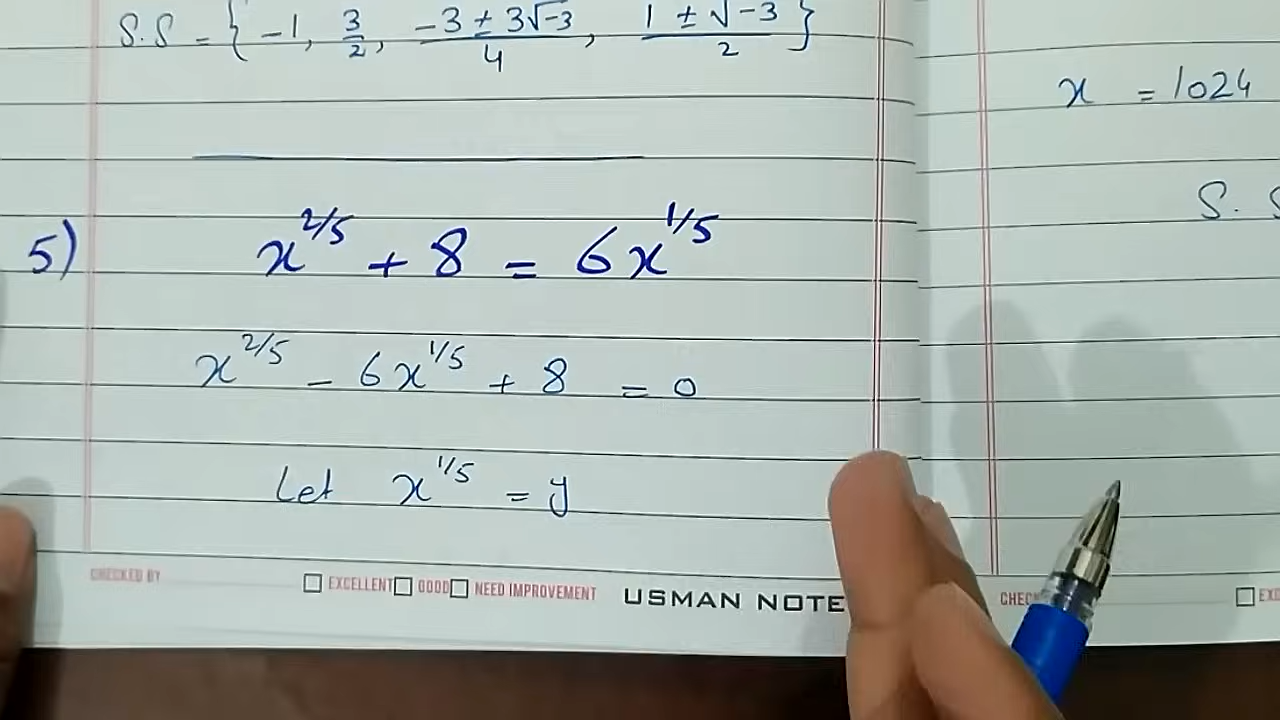 S.S = { -1, 3/2, (-3 ± 3√-3)/4, (1 ± √-3)/2 }
5) x^2/5 + 8 = 6x^1/5
x^2/5 - 6x^1/5 + 8 = 0
Let x^1/5 = y
CHECKED BY EXCELLENT GOOD NEED IMPROVEMENT USMAN NOTE
x = 1024
S.